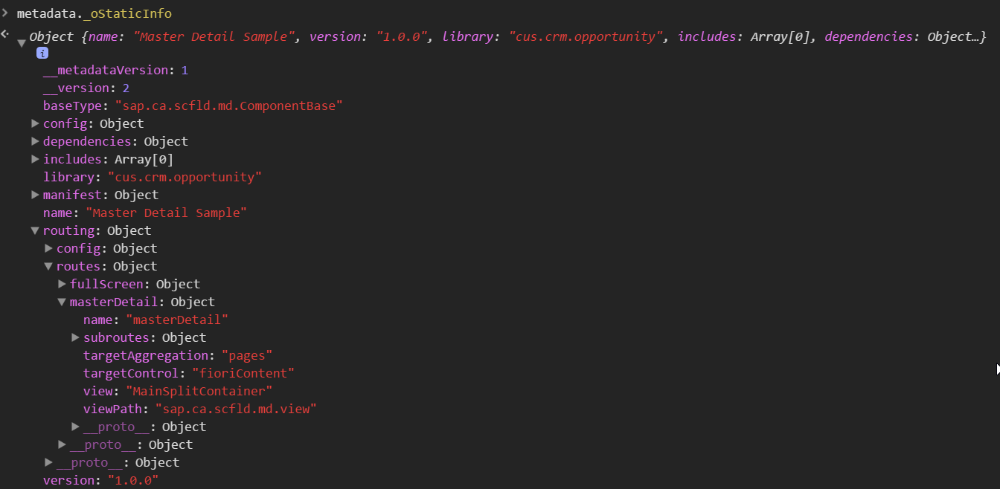 metadata._oStaticInfo
Object {name: "Master Detail Sample", version: "1.0.0", library: "cus.crm.opportunity", includes: Array[0], dependencies: Object…}
i
__metadataVersion: 1
__version: 2
baseType: "sap.ca.scfld.md.ComponentBase"
config: Object
dependencies: Object
includes: Array[0]
library: "cus.crm.opportunity"
manifest: Object
name: "Master Detail Sample"
routing: Object
config: Object
routes: Object
fullScreen: Object
masterDetail: Object
name: "masterDetail"
subroutes: Object
targetAggregation: "pages"
targetControl: "fioriContent"
view: "MainSplitContainer"
viewPath: "sap.ca.scfld.md.view"
__proto__: Object
__proto__: Object
__proto__: Object
version: "1.0.0"